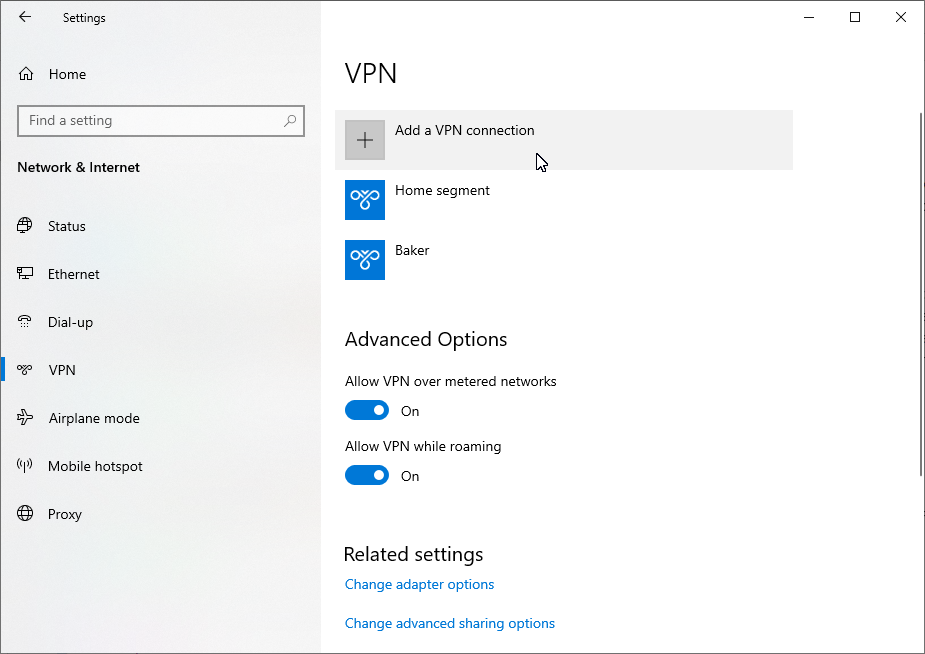 Settings
Home
Find a setting
Network & Internet
Status
Ethernet
Dial-up
VPN
Airplane mode
Mobile hotspot
Proxy
VPN
Add a VPN connection
Home segment
Baker
Advanced Options
Allow VPN over metered networks
On
Allow VPN while roaming
On
Related settings
Change adapter options
Change advanced sharing options